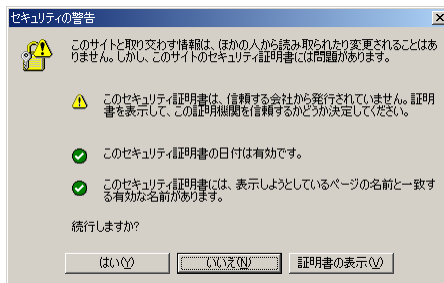 セキュリティの警告
このサイトと取り交わす情報は、ほかの人から読み取られたり変更されることはあ
りません。しかし、このサイトのセキュリティ証明書には問題があります。
このセキュリティ証明書は、信頼する会社から発行されていません。証明
書を表示して、この証明機関を信頼するかどうか決定してください。
このセキュリティ証明書の日付は有効です。
このセキュリティ証明書には、表示しようとしているページの名前と一致す
る有効な名前があります。
続行しますか?
はい(Y)
いいえ(N)
証明書の表示(V)